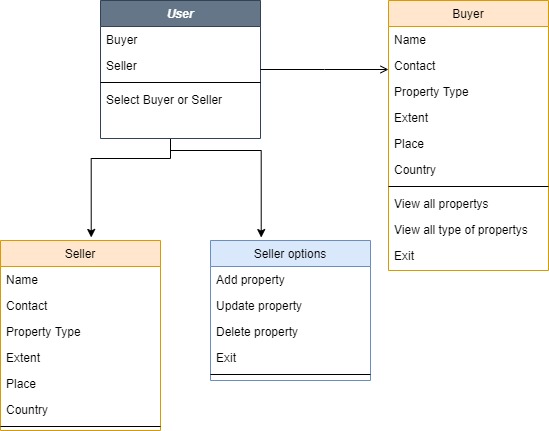 User
Buyer
Seller
Select Buyer or Seller
Buyer
Name
Contact
Property Type
Extent
Place
Country
View all propertys
View all type of propertys
Exit
Seller
Name
Contact
Property Type
Extent
Place
Country
Seller options
Add property
Update property
Delete property
Exit